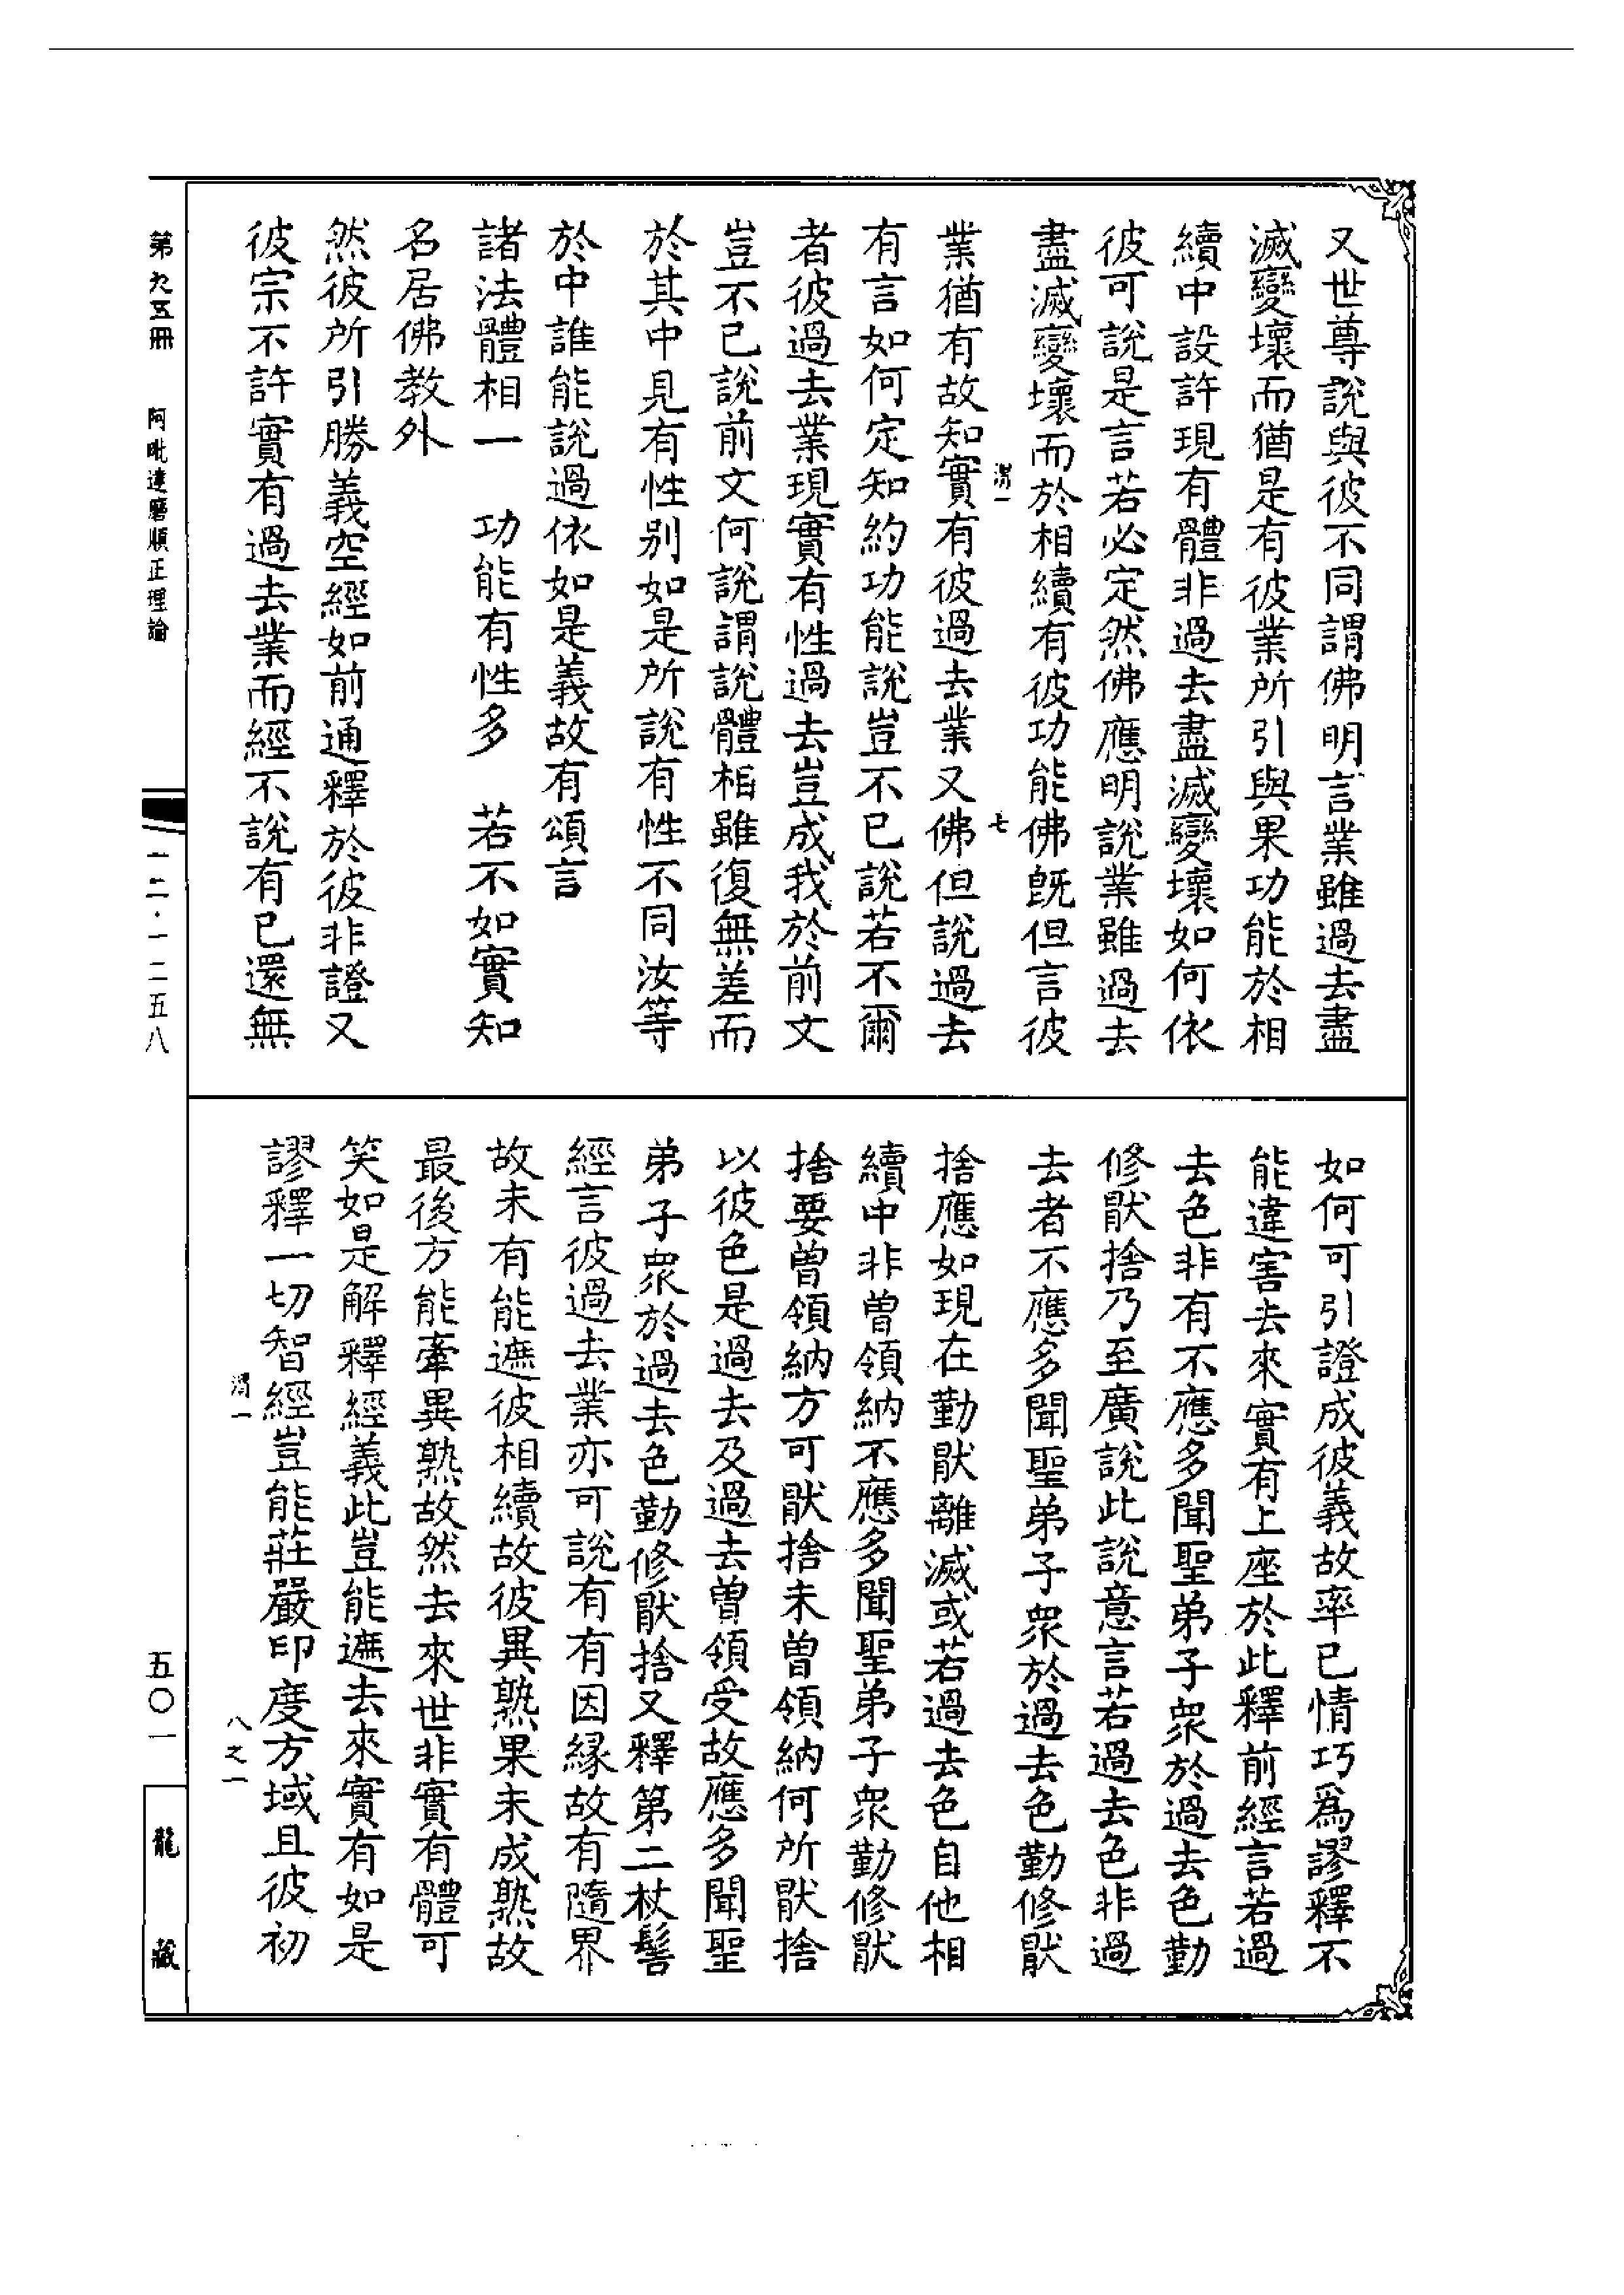 又世尊說與彼不同謂佛明言業雖過去盡
滅變壞而猶是有彼業所引與果功能於相
續中設許現有體非過去盡滅變壞如何依
彼可說是言若必定然佛應明說業雖過去
盡滅變壞而於相續有彼功能佛旣但言彼
渭一
七
業猶有故知實有彼過去業又佛但說過去
有言如何定知約功能說豈不已說若不爾
者彼過去業現實有性過去豈成我於前文
豈不已說前文何說謂說體相雖復無差而
於其中見有性別如是所說有性不同汝等
於中誰能說過依如是義故有頌言
諸法體相一 功能有性多 若不如實知
名居佛教外
然彼所引勝義空經如前通釋於彼非證又
彼宗不許實有過去業而經不說有已還無
如何可引證成彼義故率已情巧爲謬釋不
能違害去來實有上座於此釋前經言若過
去色非有不應多聞聖弟子眾於過去色勤
修猒捨乃至廣說此說意言若過去色非過
去者不應多聞聖弟子眾於過去色勤修猒
捨應如現在勤猒離滅或若過去色自他相
續中非曾領納不應多聞聖弟子眾勤修猒
捨要曾領納方可猒捨未曾領納何所猒捨
以彼色是過去及過去曾領受故應多聞聖
弟子眾於過去色勤修猒捨又釋第二杖髻
經言彼過去業亦可說有有因緣故有隨界
故未有能遮彼相續故彼異熟果未成熟故
最後方能牽異熟故然去來世非實有體可
笑如是解釋經義此豈能遮去來實有如是
謬釋一切智經豈能莊嚴印度方域且彼初
渭一
八之一
第九五冊 阿毗達磨順正理論
一二·一二五八
五〇一
龍藏